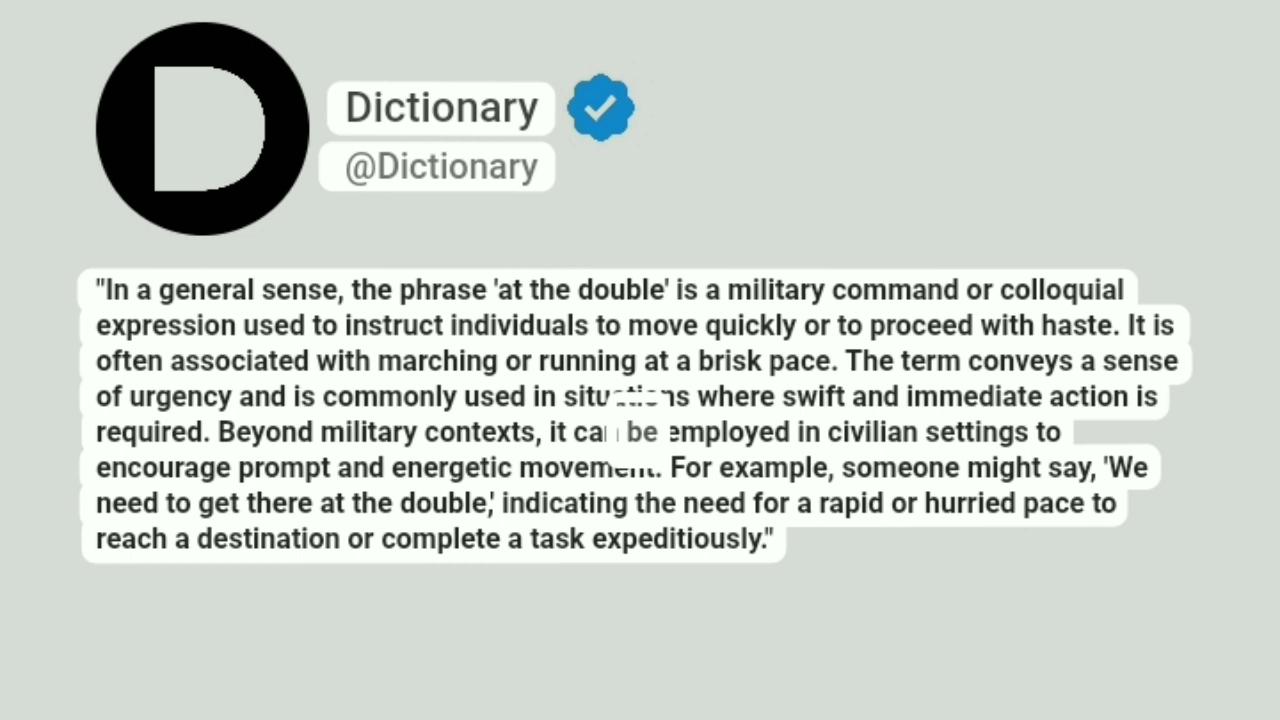 D
Dictionary
@Dictionary
"In a general sense, the phrase 'at the double' is a military command or colloquial
expression used to instruct individuals to move quickly or to proceed with haste. It is
often associated with marching or running at a brisk pace. The term conveys a sense
of urgency and is commonly used in situations where swift and immediate action is
required. Beyond military contexts, it can be employed in civilian settings to
encourage prompt and energetic movement. For example, someone might say, 'We
need to get there at the double,' indicating the need for a rapid or hurried pace to
reach a destination or complete a task expeditiously."